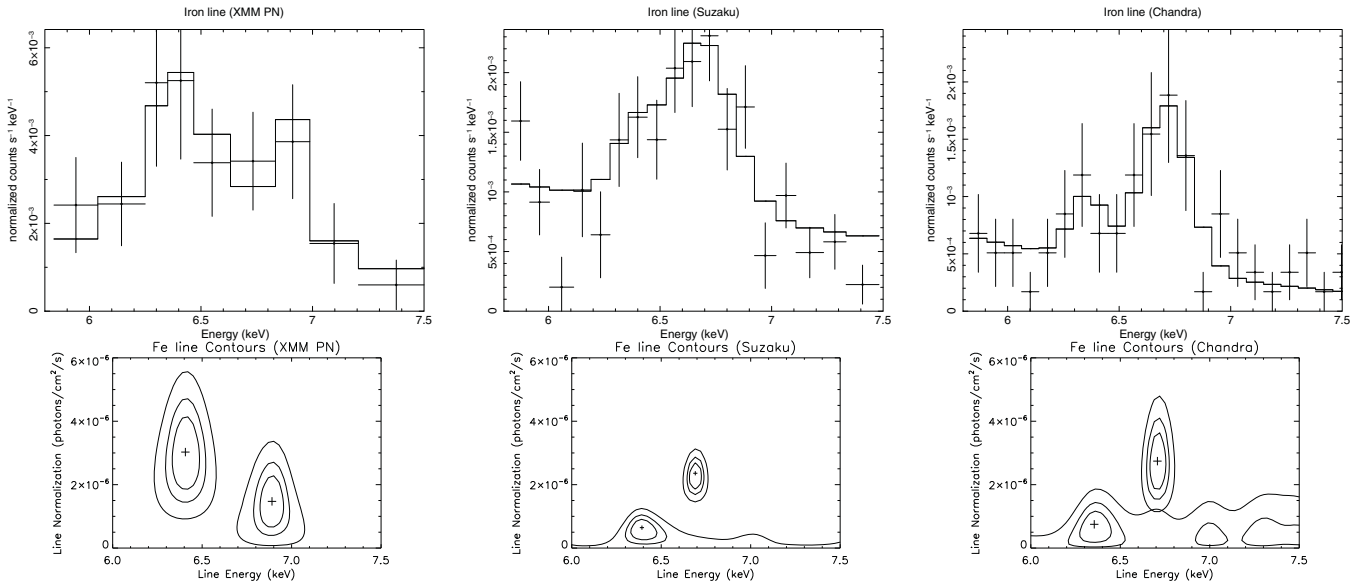 Iron line (XMM PN)
normalized counts s⁻¹ keV⁻¹
6×10⁻³
4×10⁻³
2×10⁻³
0
6 6.5 7 7.5
Energy (keV)
Iron line (Suzaku)
normalized counts s⁻¹ keV⁻¹
2×10⁻³
1.5×10⁻³
10⁻³
5×10⁻⁴
0
6 6.5 7 7.5
Energy (keV)
Iron line (Chandra)
normalized counts s⁻¹ keV⁻¹
2×10⁻³
1.5×10⁻³
10⁻³
5×10⁻⁴
0
6 6.5 7 7.5
Energy (keV)
Fe line Contours (XMM PN)
Line Normalization (photons/cm²/s)
6×10⁻⁶
4×10⁻⁶
2×10⁻⁶
0
6.0 6.5 7.0 7.5
Line Energy (keV)
Fe line Contours (Suzaku)
Line Normalization (photons/cm²/s)
6×10⁻⁶
4×10⁻⁶
2×10⁻⁶
0
6.0 6.5 7.0 7.5
Line Energy (keV)
Fe line Contours (Chandra)
Line Normalization (photons/cm²/s)
6×10⁻⁶
4×10⁻⁶
2×10⁻⁶
0
6.0 6.5 7.0 7.5
Line Energy (keV)